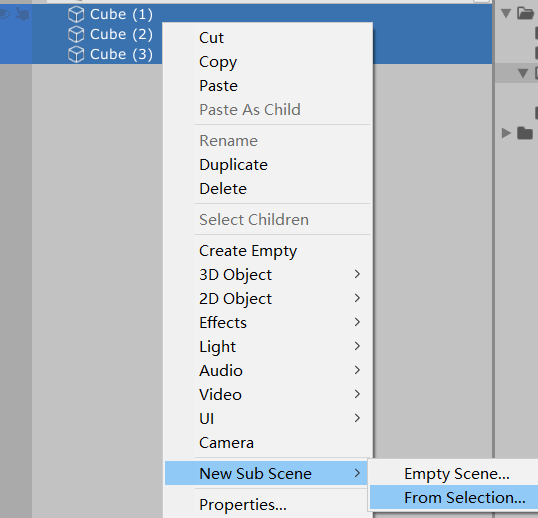 Cube (1)
Cube (2)
Cube (3)
Cut
Copy
Paste
Paste As Child
Rename
Duplicate
Delete
Select Children
Create Empty
3D Object
2D Object
Effects
Light
Audio
Video
UI
Camera
New Sub Scene
Empty Scene...
From Selection...
Properties...